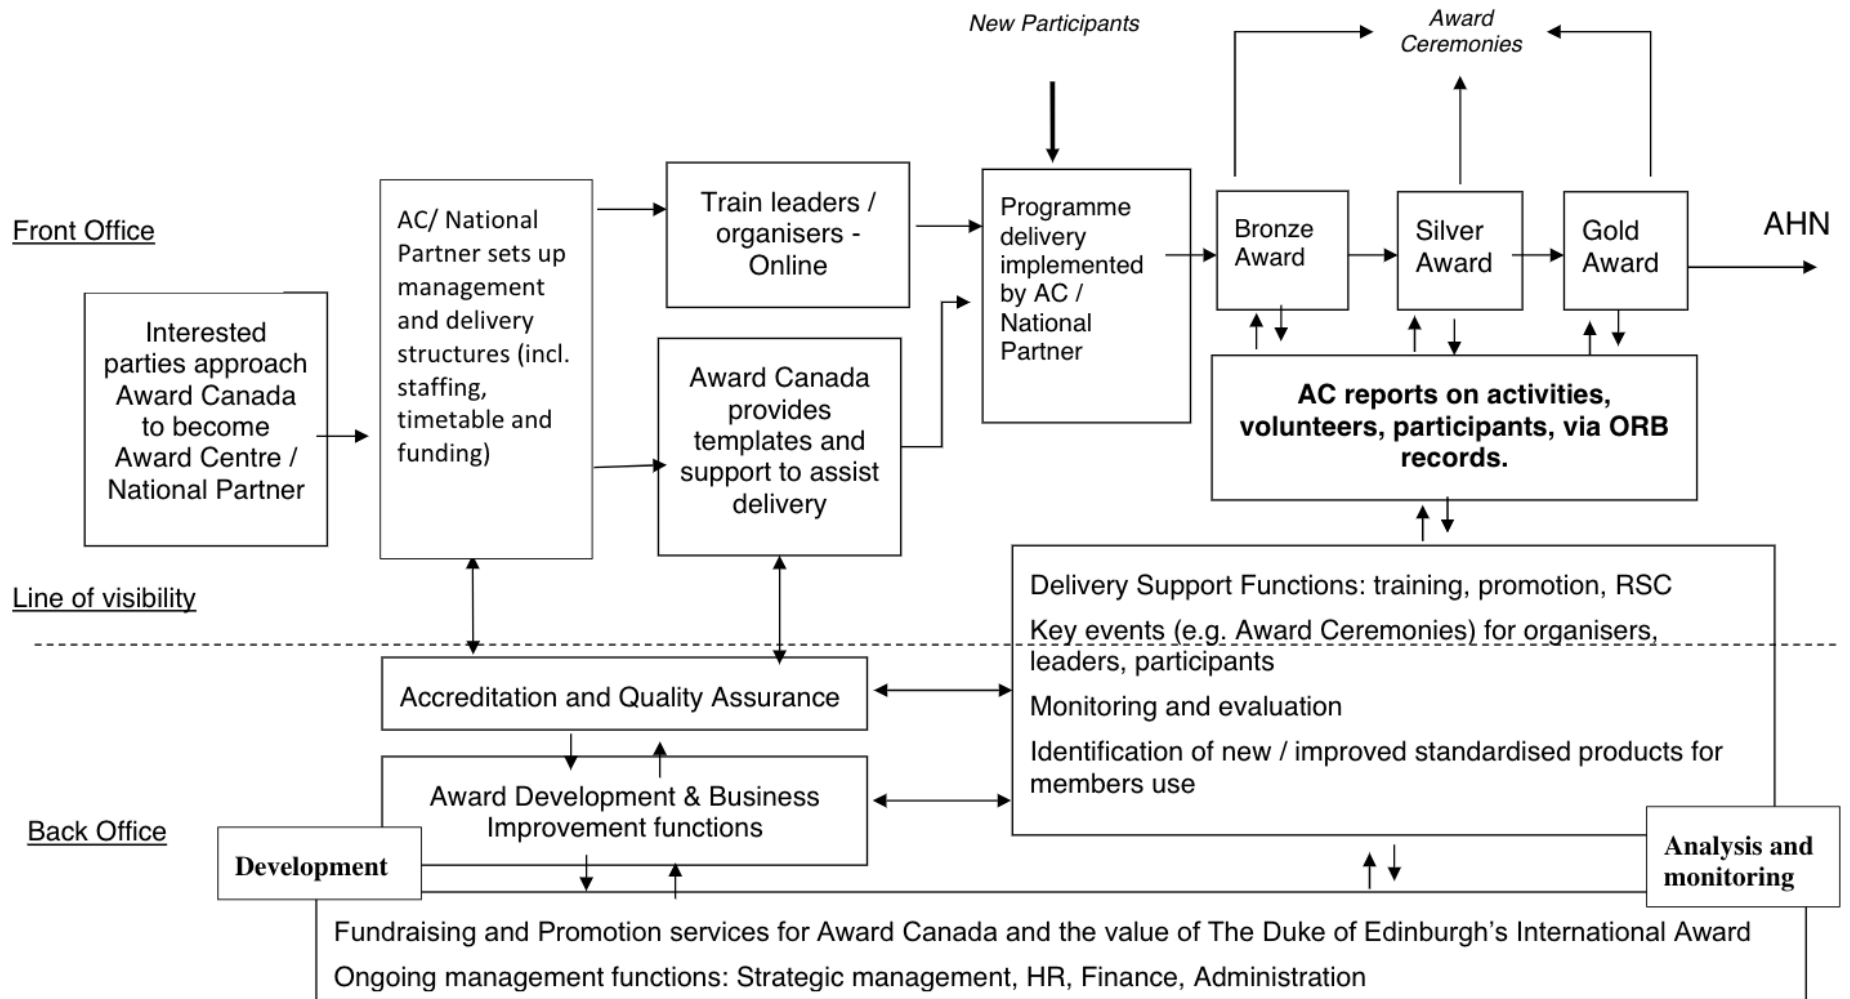 New Participants
Award
Ceremonies
Front Office
Interested
parties approach
Award Canada
to become
Award Centre /
National Partner
AC/ National
Partner sets up
management
and delivery
structures (incl.
staffing,
timetable and
funding)
Train leaders /
organisers -
Online
Award Canada
provides
templates and
support to assist
delivery
Programme
delivery
implemented
by AC /
National
Partner
Bronze
Award
Silver
Award
Gold
Award
AHN
AC reports on activities,
volunteers, participants, via ORB
records.
Line of visibility
Delivery Support Functions: training, promotion, RSC
Key events (e.g. Award Ceremonies) for organisers,
leaders, participants
Monitoring and evaluation
Identification of new / improved standardised products for
members use
Accreditation and Quality Assurance
Award Development & Business
Improvement functions
Back Office
Development
Analysis and
monitoring
Fundraising and Promotion services for Award Canada and the value of The Duke of Edinburgh’s International Award
Ongoing management functions: Strategic management, HR, Finance, Administration